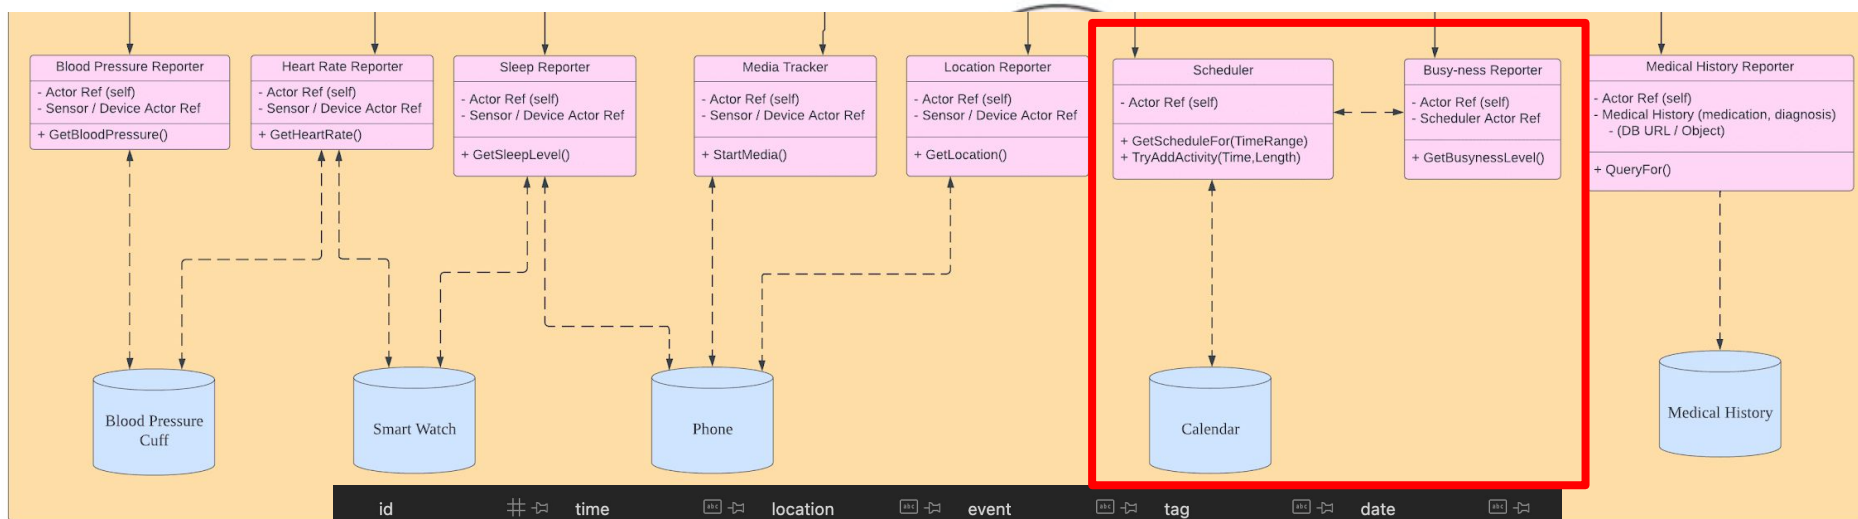 Blood Pressure Reporter
- Actor Ref (self)
- Sensor / Device Actor Ref
+ GetBloodPressure()
Heart Rate Reporter
- Actor Ref (self)
- Sensor / Device Actor Ref
+ GetHeartRate()
Sleep Reporter
- Actor Ref (self)
- Sensor / Device Actor Ref
+ GetSleepLevel()
Media Tracker
- Actor Ref (self)
- Sensor / Device Actor Ref
+ StartMedia()
Location Reporter
- Actor Ref (self)
- Sensor / Device Actor Ref
+ GetLocation()
Scheduler
- Actor Ref (self)
+ GetScheduleFor(TimeRange)
+ TryAddActivity(Time,Length)
Busy-ness Reporter
- Actor Ref (self)
- Scheduler Actor Ref
+ GetBusynessLevel()
Medical History Reporter
- Actor Ref (self)
- Medical History (medication, diagnosis)
- (DB URL / Object)
+ QueryFor()
Blood Pressure
Cuff
Smart Watch
Phone
Calendar
Medical History
id time abc location abc event abc tag abc date abc